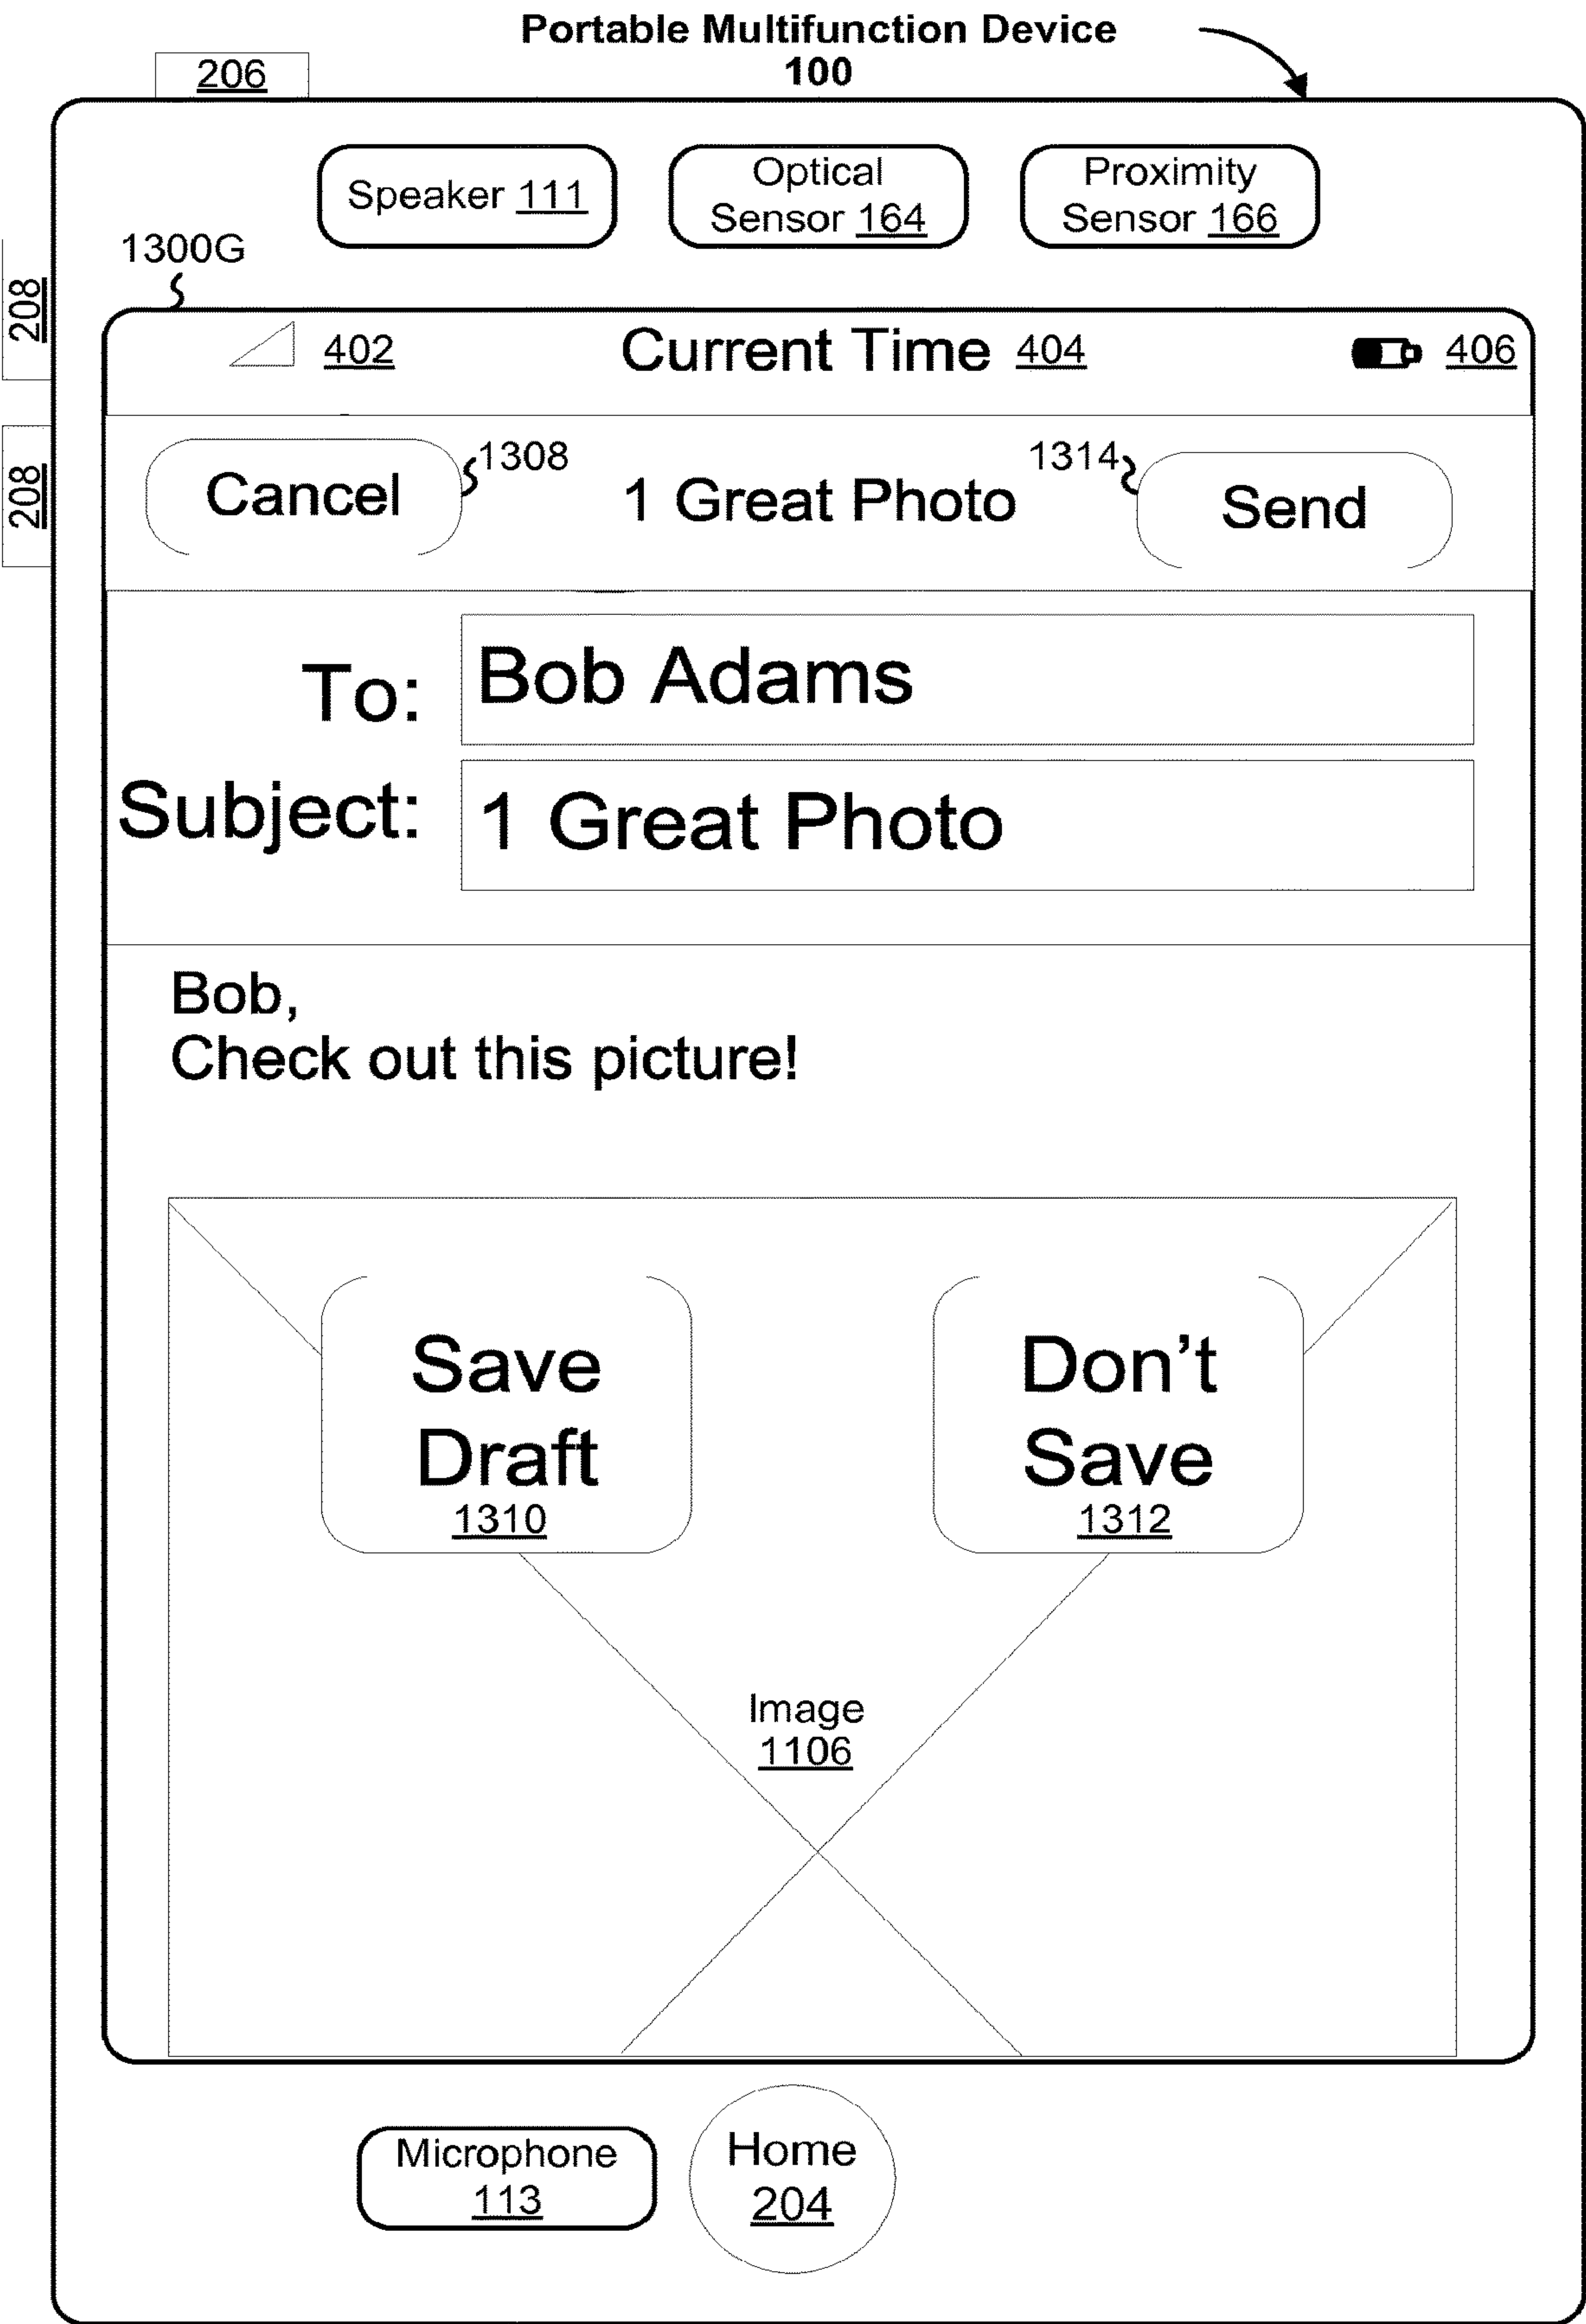 Portable Multifunction Device
100
206
Speaker 111
Optical
Sensor 164
Proximity
Sensor 166
1300G
208
208
402
Current Time 404
406
Cancel
1308
1 Great Photo
1314
Send
To:
Bob Adams
Subject:
1 Great Photo
Bob,
Check out this picture!
Save
Draft
1310
Don't
Save
1312
Image
1106
Microphone
113
Home
204